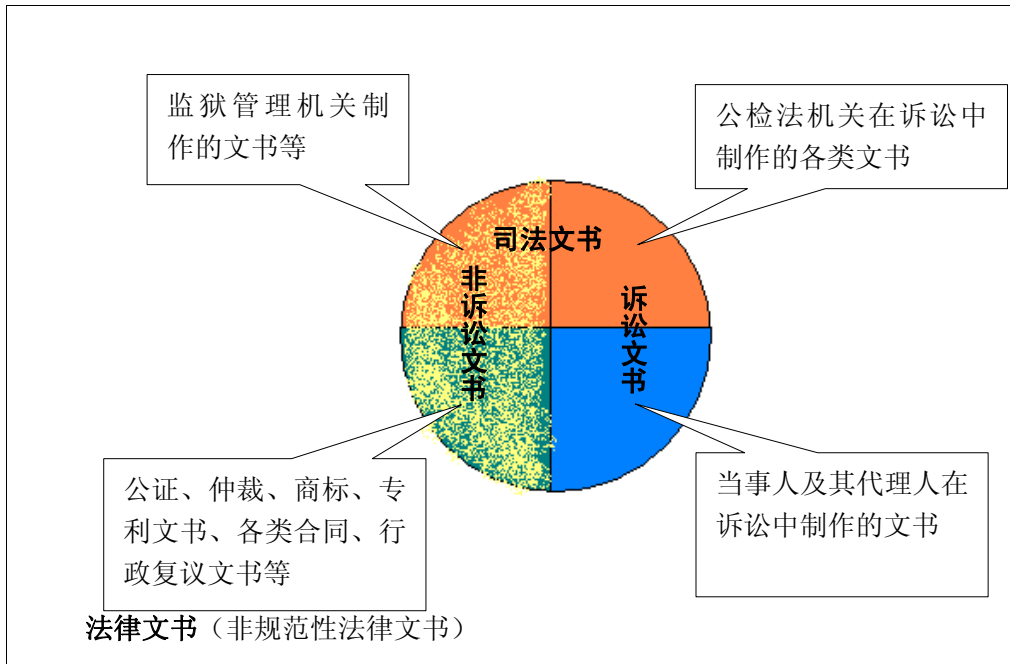 监狱管理机关制
作的文书等
公检法机关在诉讼中
制作的各类文书
司法文书
非诉讼文书
诉讼文书
公证、仲裁、商标、专
利文书、各类合同、行
政复议文书等
当事人及其代理人在
诉讼中制作的文书
法律文书（非规范性法律文书）